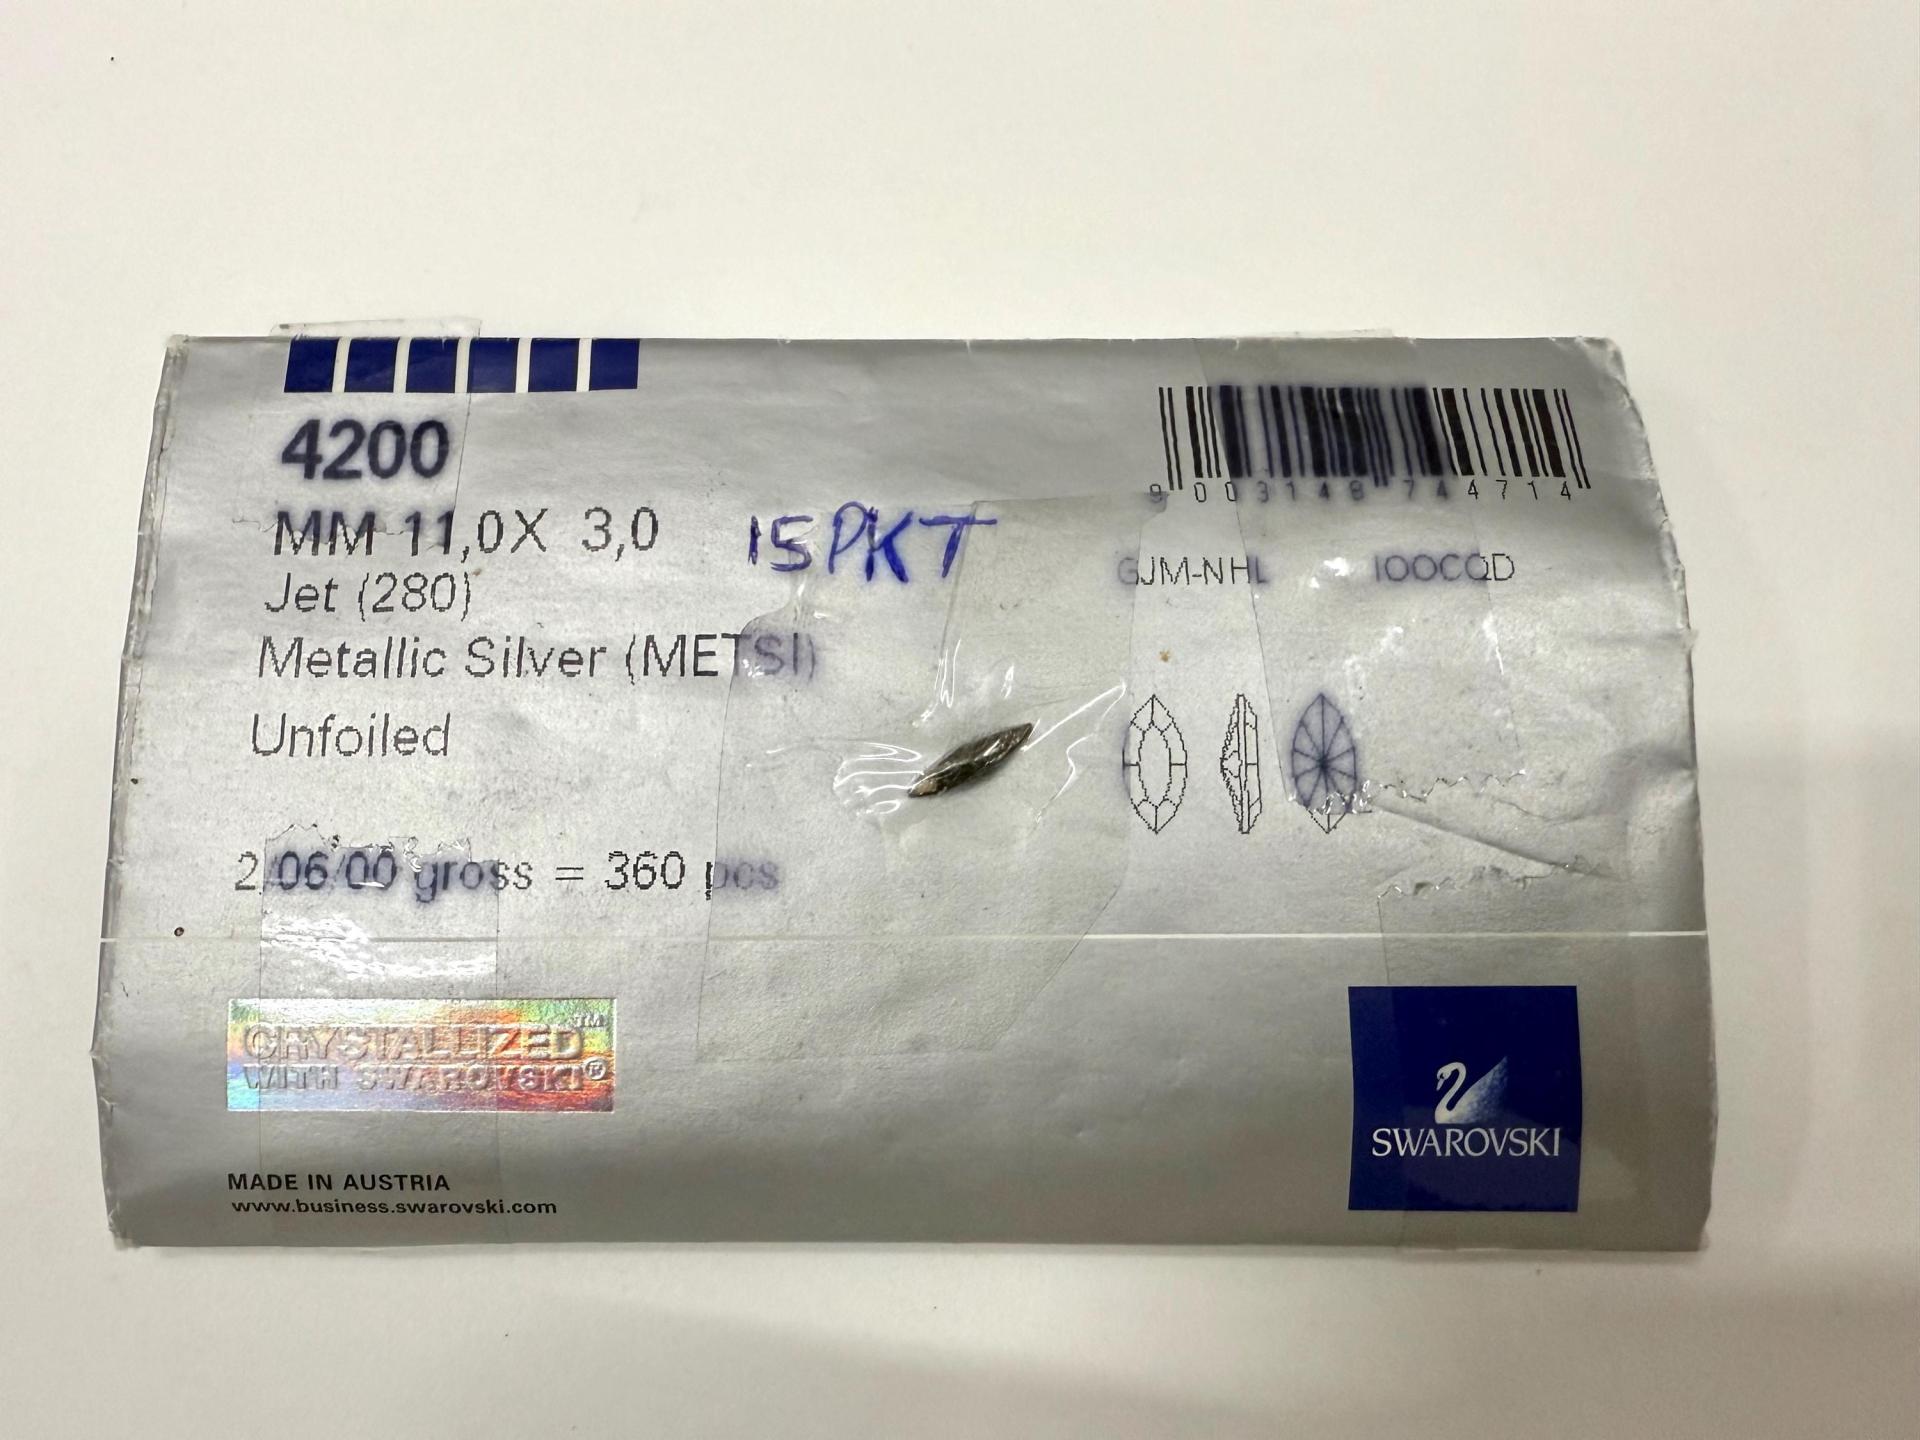 4200
MM 11,0X 3,0
Jet (280)
Metallic Silver (METSI)
Unfoiled
2/06/00 gross = 360 pcs
15PKT
9003148744714
GJM-NHL 100CQD
CRYSTALLIZED™
WITH SWAROVSKI®
MADE IN AUSTRIA
www.business.swarovski.com
SWAROVSKI